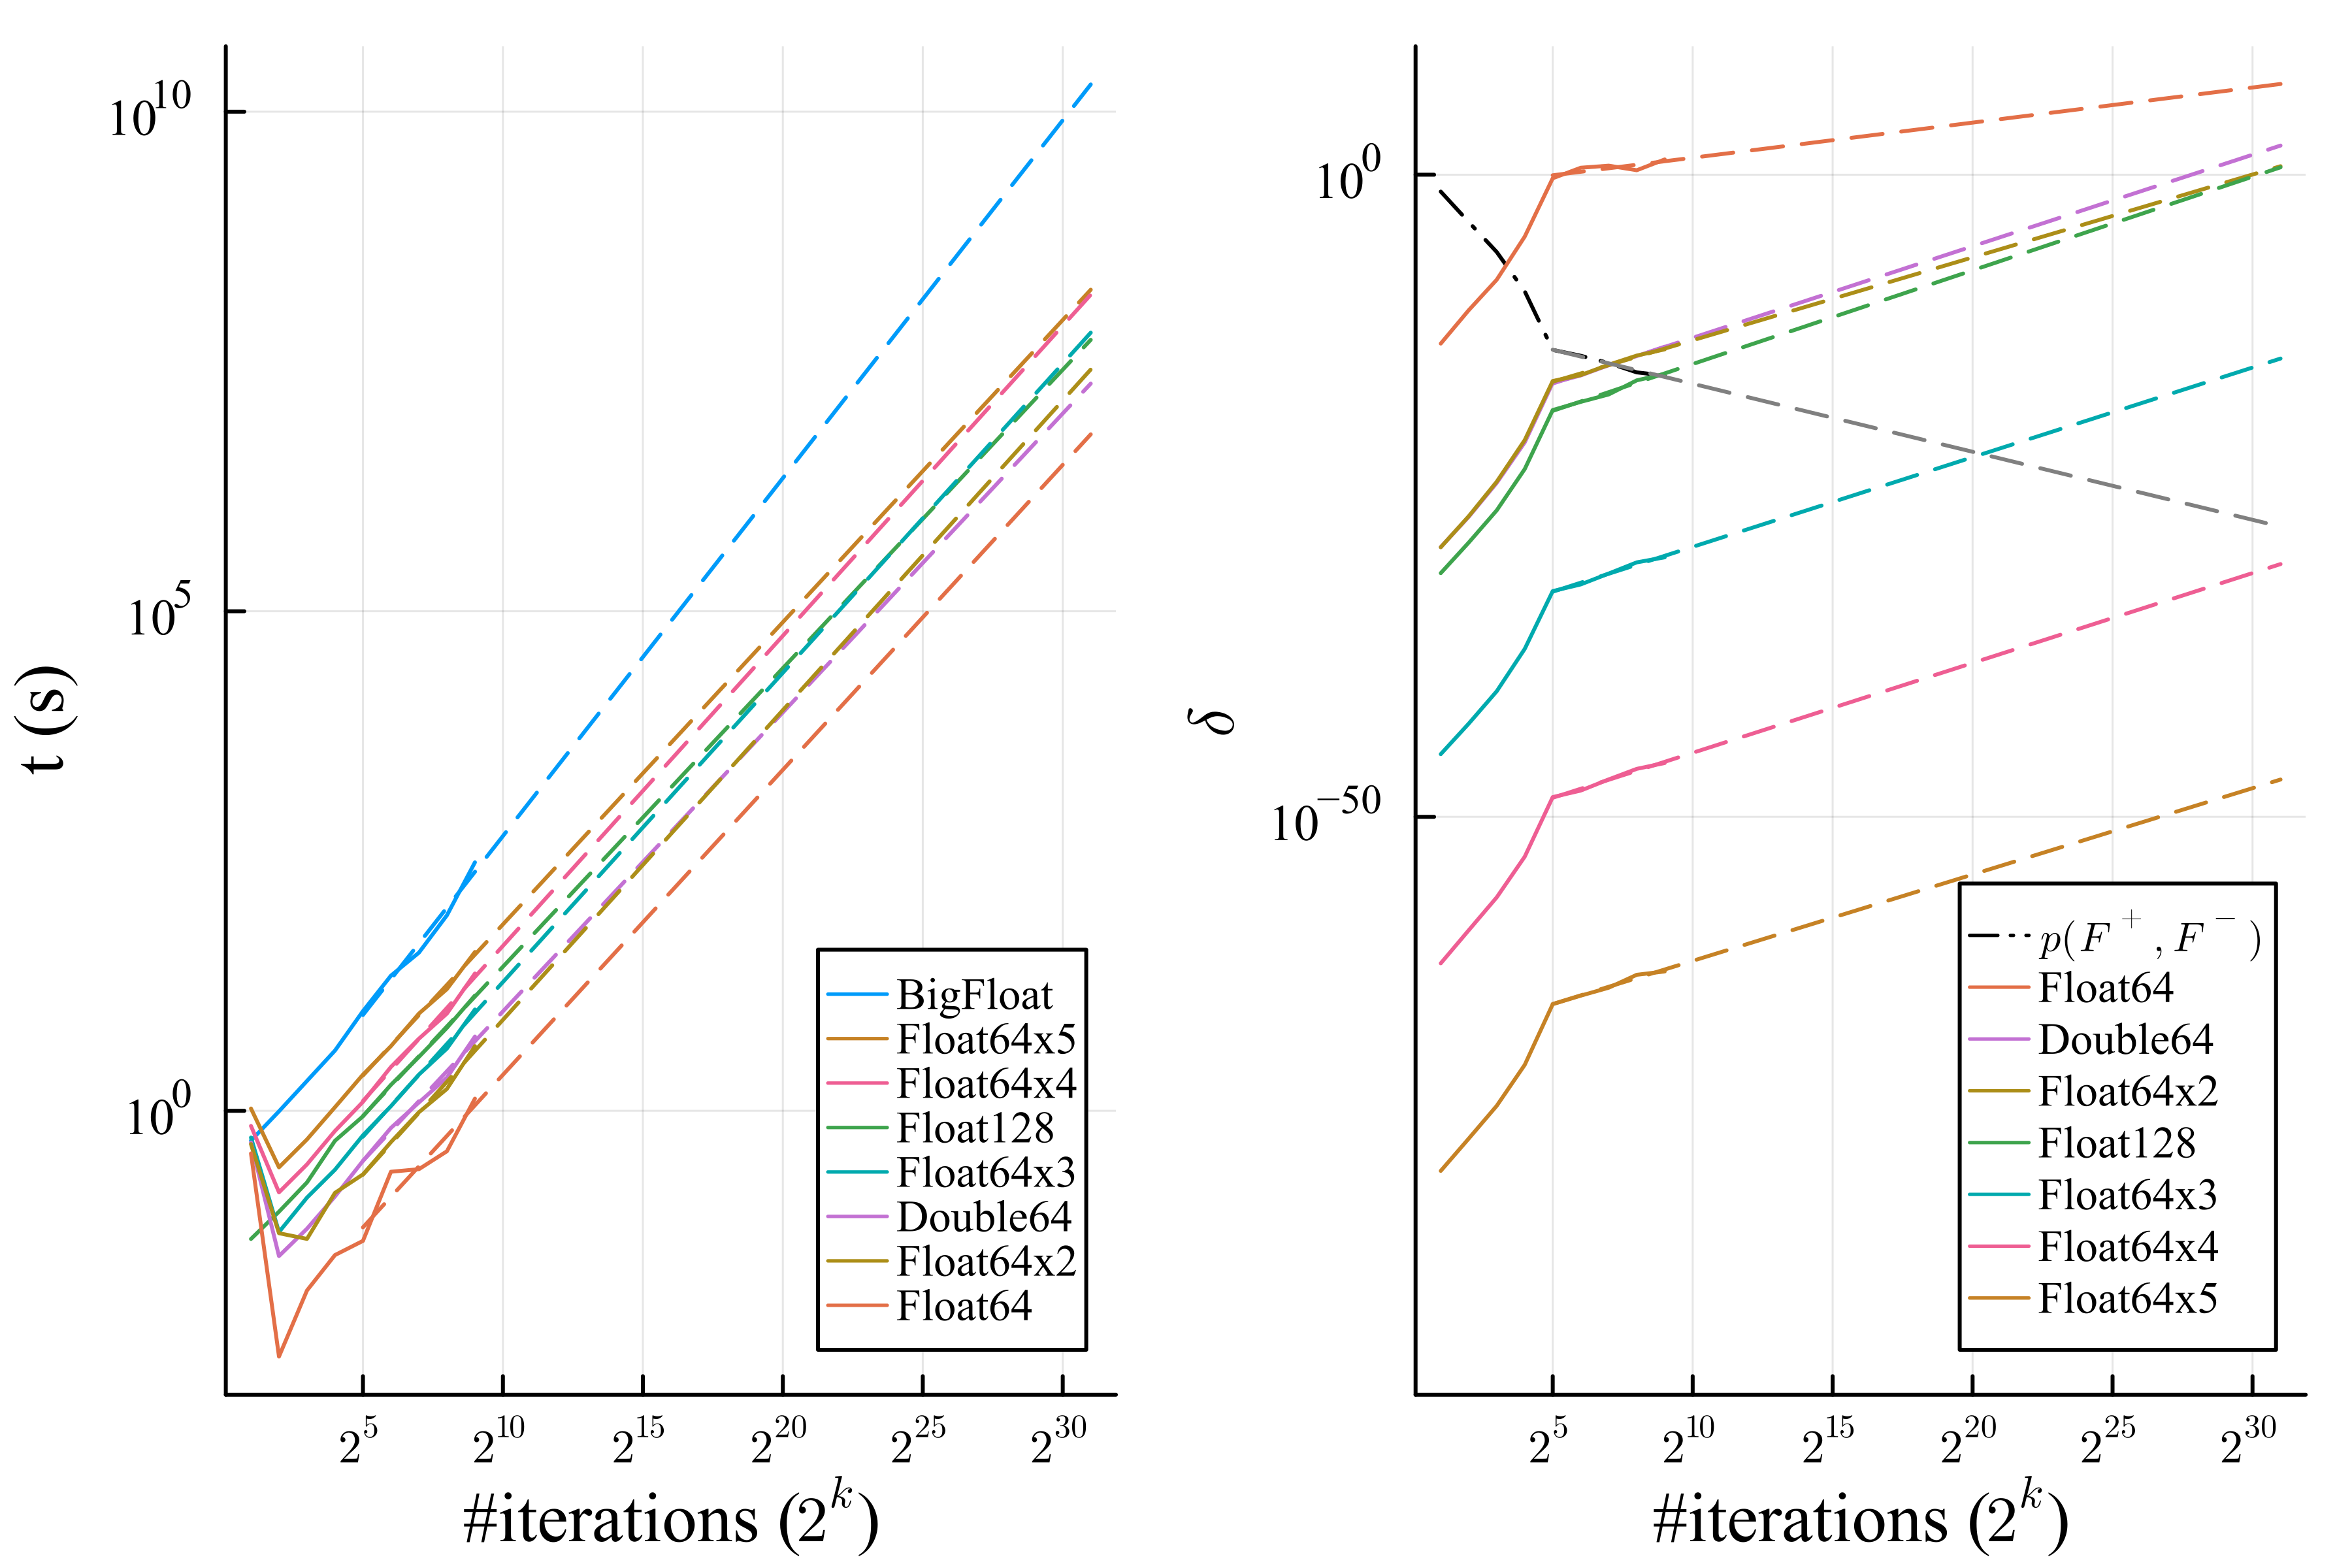 t (s)
10^10
10^5
10^0
2^5 2^10 2^15 2^20 2^25 2^30
#iterations (2^k)
BigFloat
Float64x5
Float64x4
Float128
Float64x3
Double64
Float64x2
Float64
δ
10^0
10^−50
2^5 2^10 2^15 2^20 2^25 2^30
#iterations (2^k)
p(F^+, F^−)
Float64
Double64
Float64x2
Float128
Float64x3
Float64x4
Float64x5